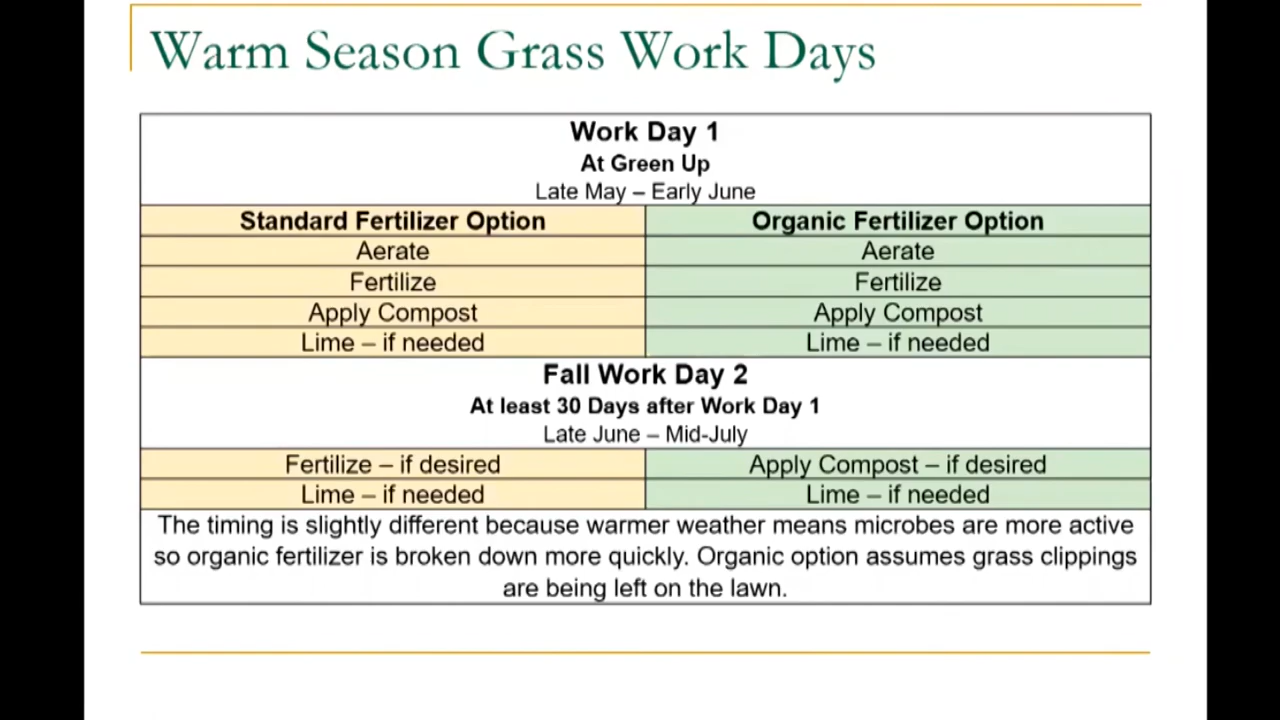 Warm Season Grass Work Days
Work Day 1
At Green Up
Late May – Early June
Standard Fertilizer Option
Organic Fertilizer Option
Aerate
Aerate
Fertilize
Fertilize
Apply Compost
Apply Compost
Lime – if needed
Lime – if needed
Fall Work Day 2
At least 30 Days after Work Day 1
Late June – Mid-July
Fertilize – if desired
Apply Compost – if desired
Lime – if needed
Lime – if needed
The timing is slightly different because warmer weather means microbes are more active
so organic fertilizer is broken down more quickly. Organic option assumes grass clippings
are being left on the lawn.